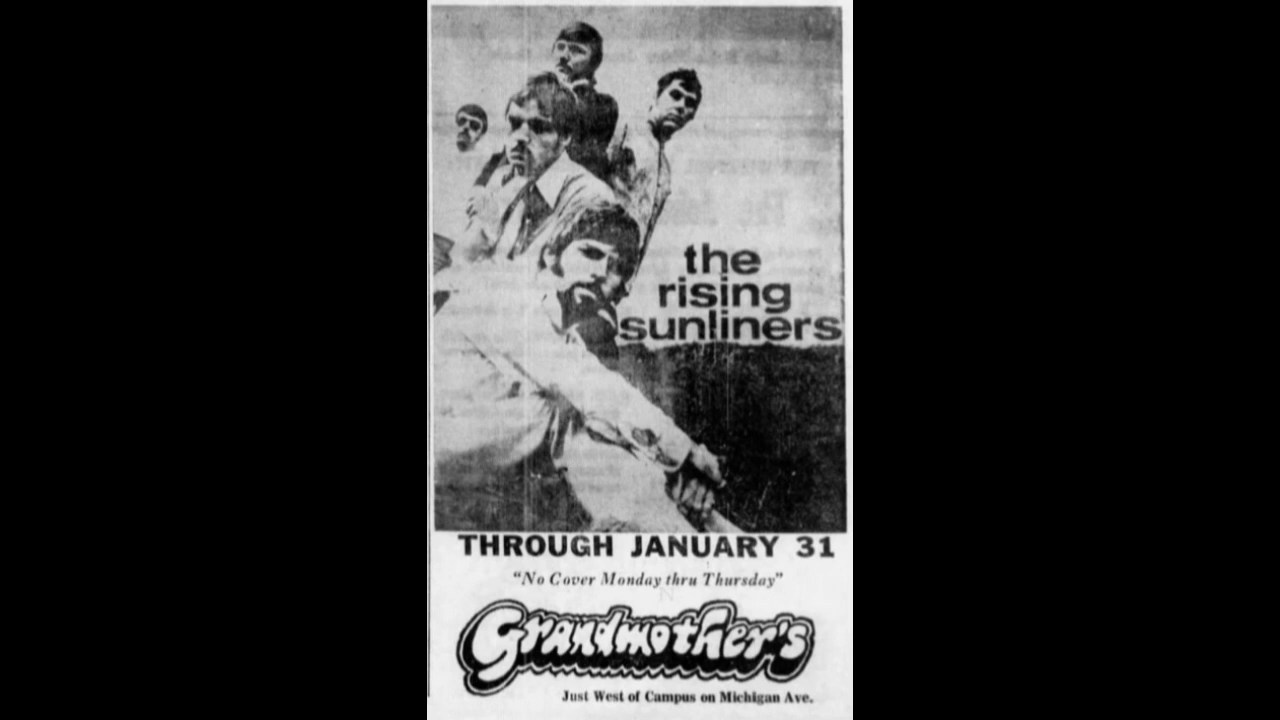 the
rising
sunliners
THROUGH JANUARY 31
"No Cover Monday thru Thursday"
Grandmother's
Just West of Campus on Michigan Ave.